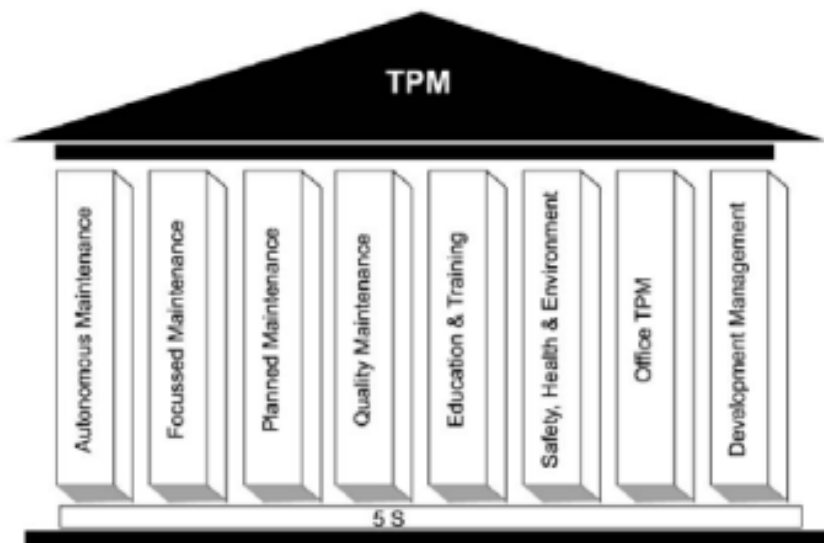 TPM
Autonomous Maintenance
Focussed Maintenance
Planned Maintenance
Quality Maintenance
Education & Training
Safety, Health & Environment
Office TPM
Development Management
5 S